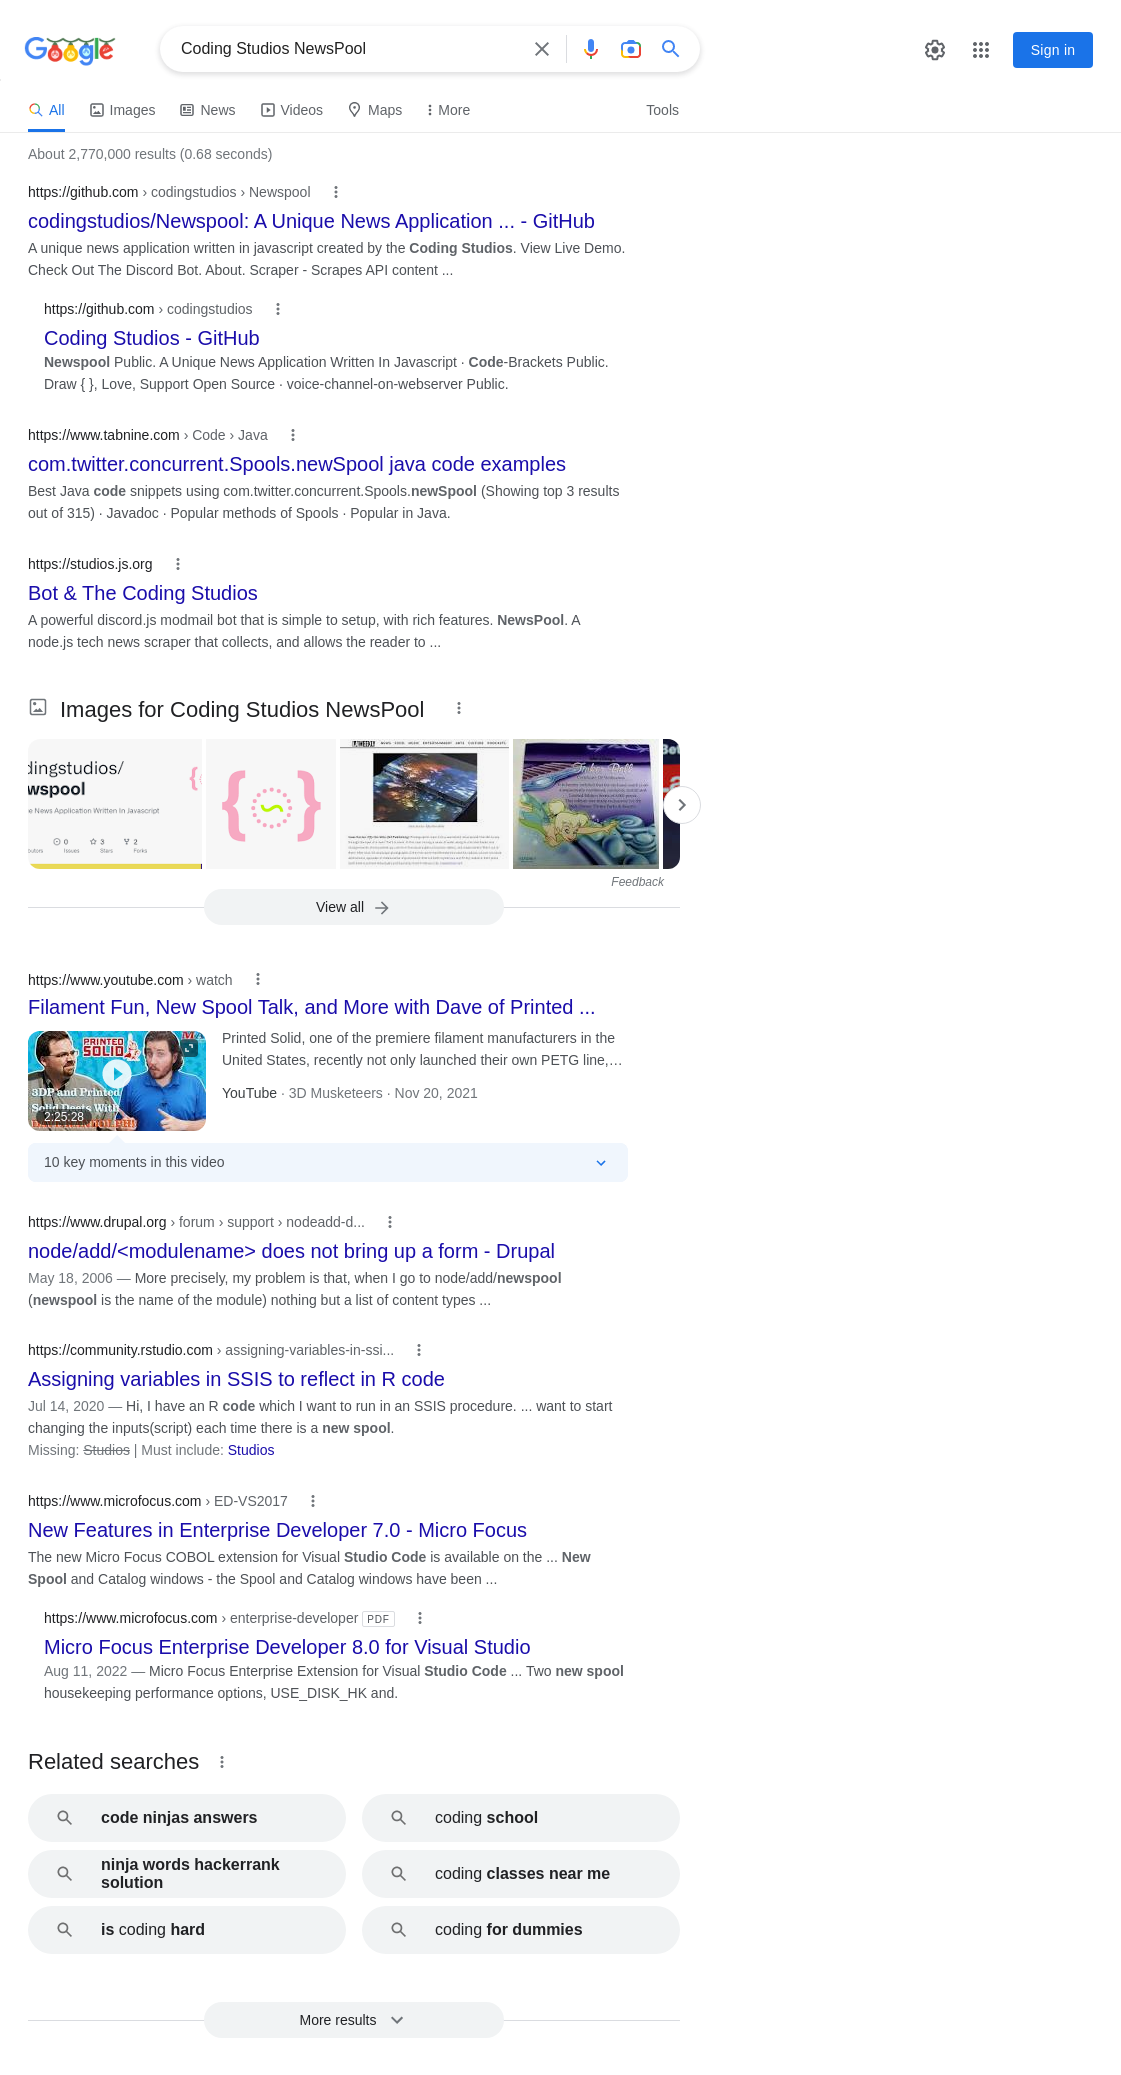 Google
Coding Studios NewsPool
Sign in
All
Images
News
Videos
Maps
More
Tools
About 2,770,000 results (0.68 seconds)
https://github.com › codingstudios › Newspool
codingstudios/Newspool: A Unique News Application ... - GitHub
A unique news application written in javascript created by the Coding Studios. View Live Demo.
Check Out The Discord Bot. About. Scraper - Scrapes API content ...
https://github.com › codingstudios
Coding Studios - GitHub
Newspool Public. A Unique News Application Written In Javascript · Code-Brackets Public.
Draw { }, Love, Support Open Source · voice-channel-on-webserver Public.
https://www.tabnine.com › Code › Java
com.twitter.concurrent.Spools.newSpool java code examples
Best Java code snippets using com.twitter.concurrent.Spools.newSpool (Showing top 3 results
out of 315) · Javadoc · Popular methods of Spools · Popular in Java.
https://studios.js.org
Bot & The Coding Studios
A powerful discord.js modmail bot that is simple to setup, with rich features. NewsPool. A
node.js tech news scraper that collects, and allows the reader to ...
Images for Coding Studios NewsPool
dingstudios/
wspool
e News Application Written In Javascript
0
3
2
Issues
Stars
Forks
Tinker Bell
Feedback
View all
https://www.youtube.com › watch
Filament Fun, New Spool Talk, and More with Dave of Printed ...
PRINTED
SOLID
3DP and Printed
Solid Deets With
2:25:28
Printed Solid, one of the premiere filament manufacturers in the
United States, recently not only launched their own PETG line,…
YouTube · 3D Musketeers · Nov 20, 2021
10 key moments in this video
https://www.drupal.org › forum › support › nodeadd-d...
node/add/<modulename> does not bring up a form - Drupal
May 18, 2006 — More precisely, my problem is that, when I go to node/add/newspool
(newspool is the name of the module) nothing but a list of content types ...
https://community.rstudio.com › assigning-variables-in-ssi...
Assigning variables in SSIS to reflect in R code
Jul 14, 2020 — Hi, I have an R code which I want to run in an SSIS procedure. ... want to start
changing the inputs(script) each time there is a new spool.
Missing: Studios | Must include: Studios
https://www.microfocus.com › ED-VS2017
New Features in Enterprise Developer 7.0 - Micro Focus
The new Micro Focus COBOL extension for Visual Studio Code is available on the ... New
Spool and Catalog windows - the Spool and Catalog windows have been ...
https://www.microfocus.com › enterprise-developer PDF
Micro Focus Enterprise Developer 8.0 for Visual Studio
Aug 11, 2022 — Micro Focus Enterprise Extension for Visual Studio Code ... Two new spool
housekeeping performance options, USE_DISK_HK and.
Related searches
code ninjas answers
coding school
ninja words hackerrank
solution
coding classes near me
is coding hard
coding for dummies
More results